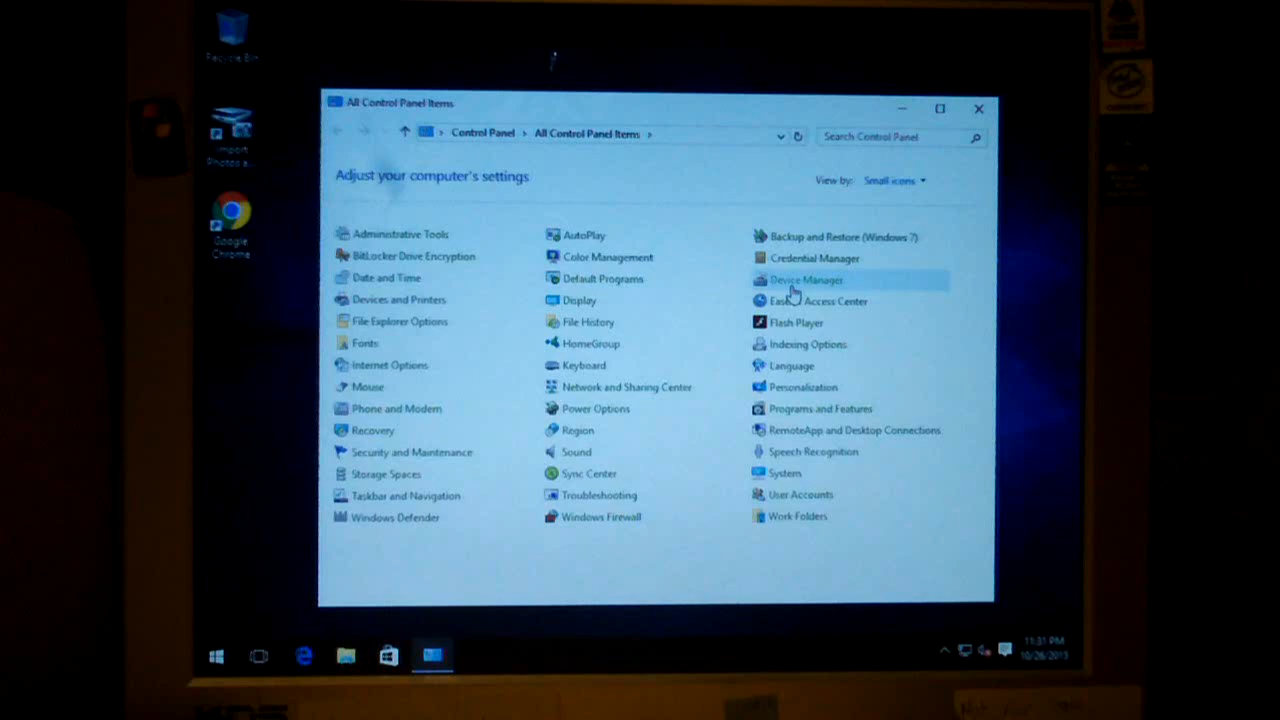 Recycle Bin
Import
Photos a...
Google
Chrome
All Control Panel Items
Control Panel > All Control Panel Items >
Search Control Panel
Adjust your computer's settings
View by: Small icons
Administrative Tools
AutoPlay
Backup and Restore (Windows 7)
BitLocker Drive Encryption
Color Management
Credential Manager
Date and Time
Default Programs
Device Manager
Devices and Printers
Display
Access Center
File Explorer Options
File History
Flash Player
Fonts
HomeGroup
Indexing Options
Internet Options
Keyboard
Language
Mouse
Network and Sharing Center
Personalization
Phone and Modem
Power Options
Programs and Features
Recovery
Region
RemoteApp and Desktop Connections
Security and Maintenance
Sound
Speech Recognition
Storage Spaces
Sync Center
System
Taskbar and Navigation
Troubleshooting
User Accounts
Windows Defender
Windows Firewall
Work Folders
11:31 PM
10/26/2015
KDS